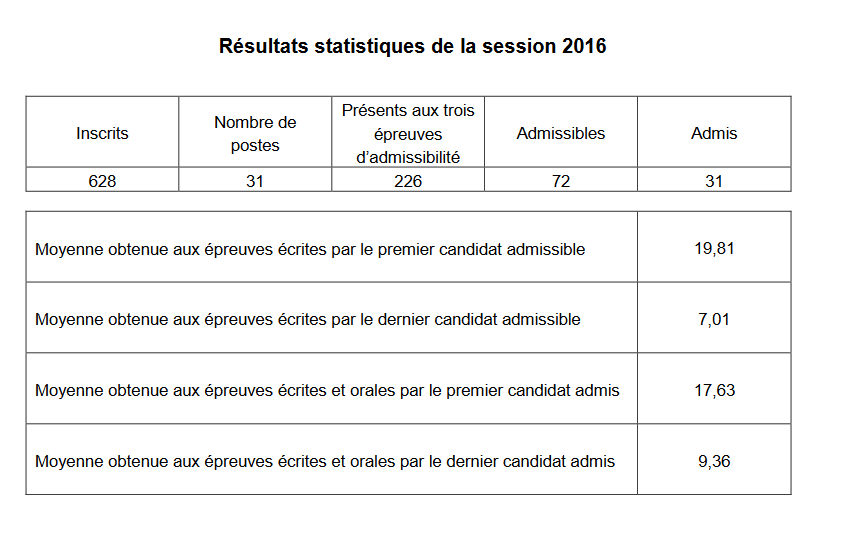 Résultats statistiques de la session 2016
Inscrits
Nombre de
postes
Présents aux trois
épreuves
d’admissibilité
Admissibles
Admis
628
31
226
72
31
Moyenne obtenue aux épreuves écrites par le premier candidat admissible
19,81
Moyenne obtenue aux épreuves écrites par le dernier candidat admissible
7,01
Moyenne obtenue aux épreuves écrites et orales par le premier candidat admis
17,63
Moyenne obtenue aux épreuves écrites et orales par le dernier candidat admis
9,36